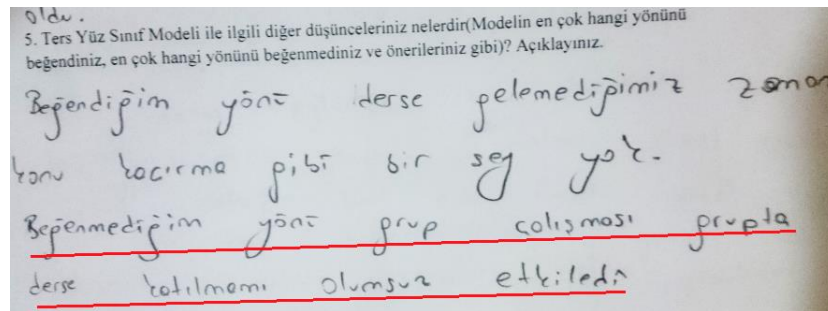 oldu.
5. Ters Yüz Sınıf Modeli ile ilgili diğer düşünceleriniz nelerdir(Modelin en çok hangi yönünü
beğendiniz, en çok hangi yönünü beğenmediniz ve önerileriniz gibi)? Açıklayınız.
Beğendiğim yönü derse gelemediğimiz zaman
konu kaçırma gibi bir şey yok.
Beğenmediğim yönü grup çalışması grupta
derse katılmamı olumsuz etkiledi